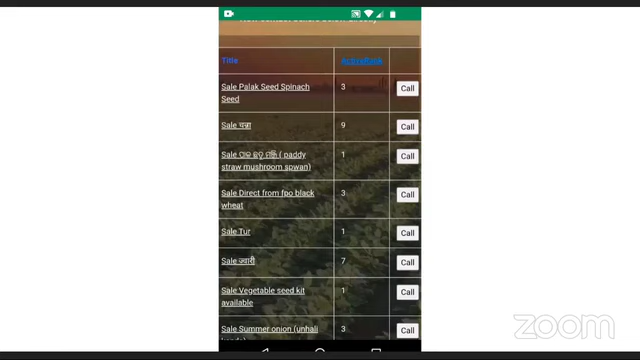 Title
Sale Palak Seed Spinach
Seed
3
Call
Sale चना
9
Call
Sale ପାଳ ଛତୁ ମଞ୍ଜି ( paddy
straw mushroom spwan)
1
Call
Sale Direct from fpo black
wheat
3
Call
Sale Tur
1
Call
Sale ज्वारी
7
Call
Sale Vegetable seed kit
available
1
Call
Sale Summer onion (unhali
3
Call
zoom